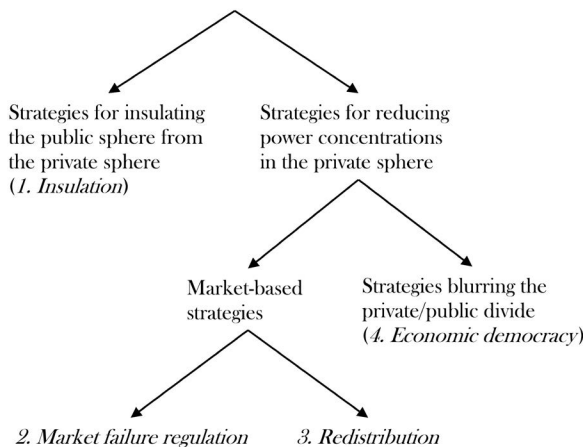 Strategies for insulating
the public sphere from
the private sphere
(1. Insulation)
Strategies for reducing
power concentrations
in the private sphere
Market-based
strategies
Strategies blurring the
private/public divide
(4. Economic democracy)
2. Market failure regulation
3. Redistribution